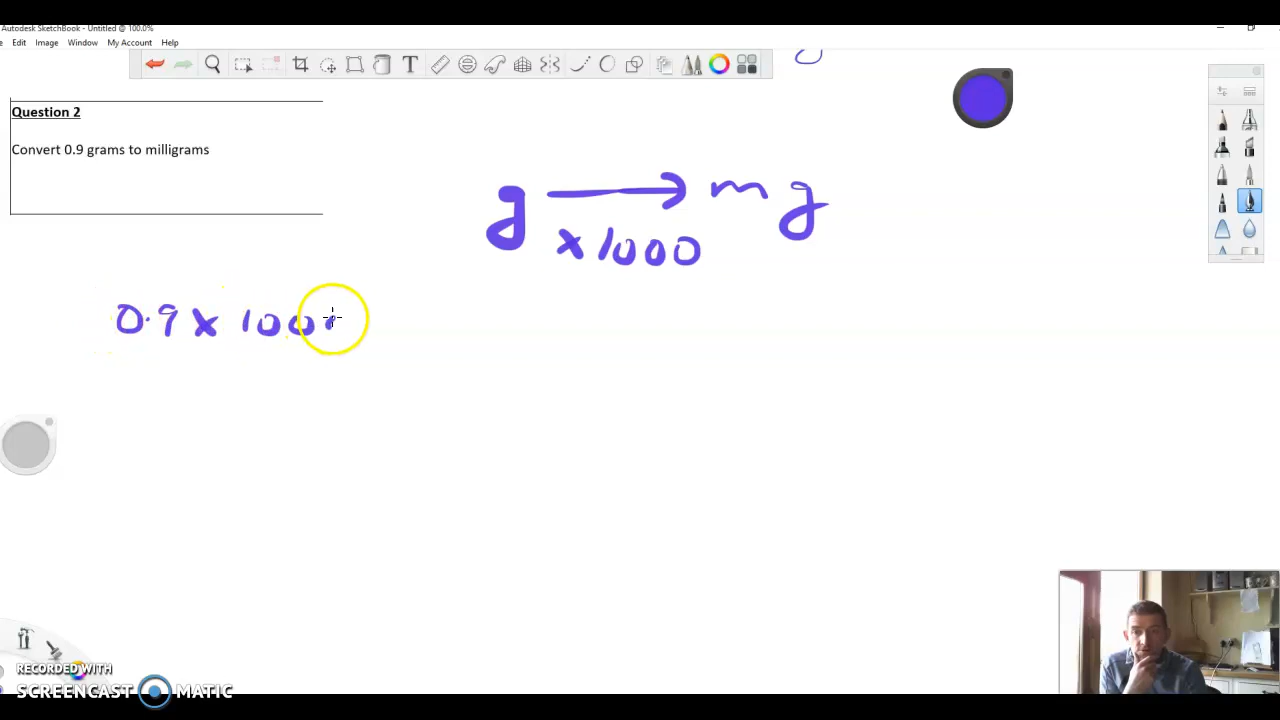 Autodesk SketchBook - Untitled @ 100.0%
Edit Image Window My Account Help
T
Question 2
Convert 0.9 grams to milligrams
g → mg
x 1000
0.9 x 100
RECORDED WITH
SCREENCAST MATIC